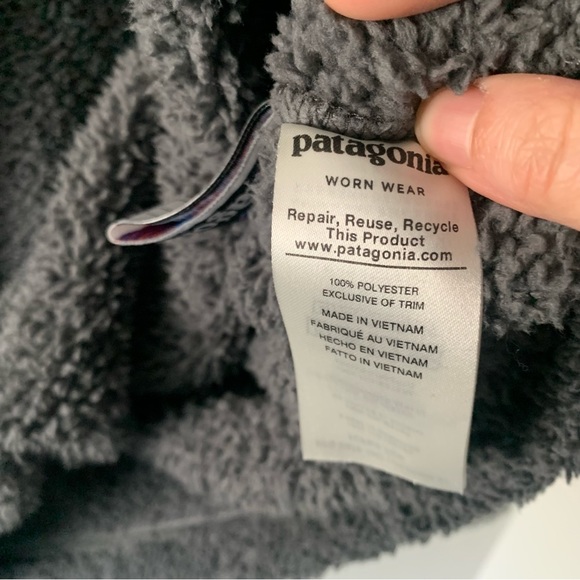 patagonia
WORN WEAR
Repair, Reuse, Recycle
This Product
www.patagonia.com
100% POLYESTER
EXCLUSIVE OF TRIM
MADE IN VIETNAM
FABRIQUÉ AU VIETNAM
HECHO EN VIETNAM
FATTO IN VIETNAM